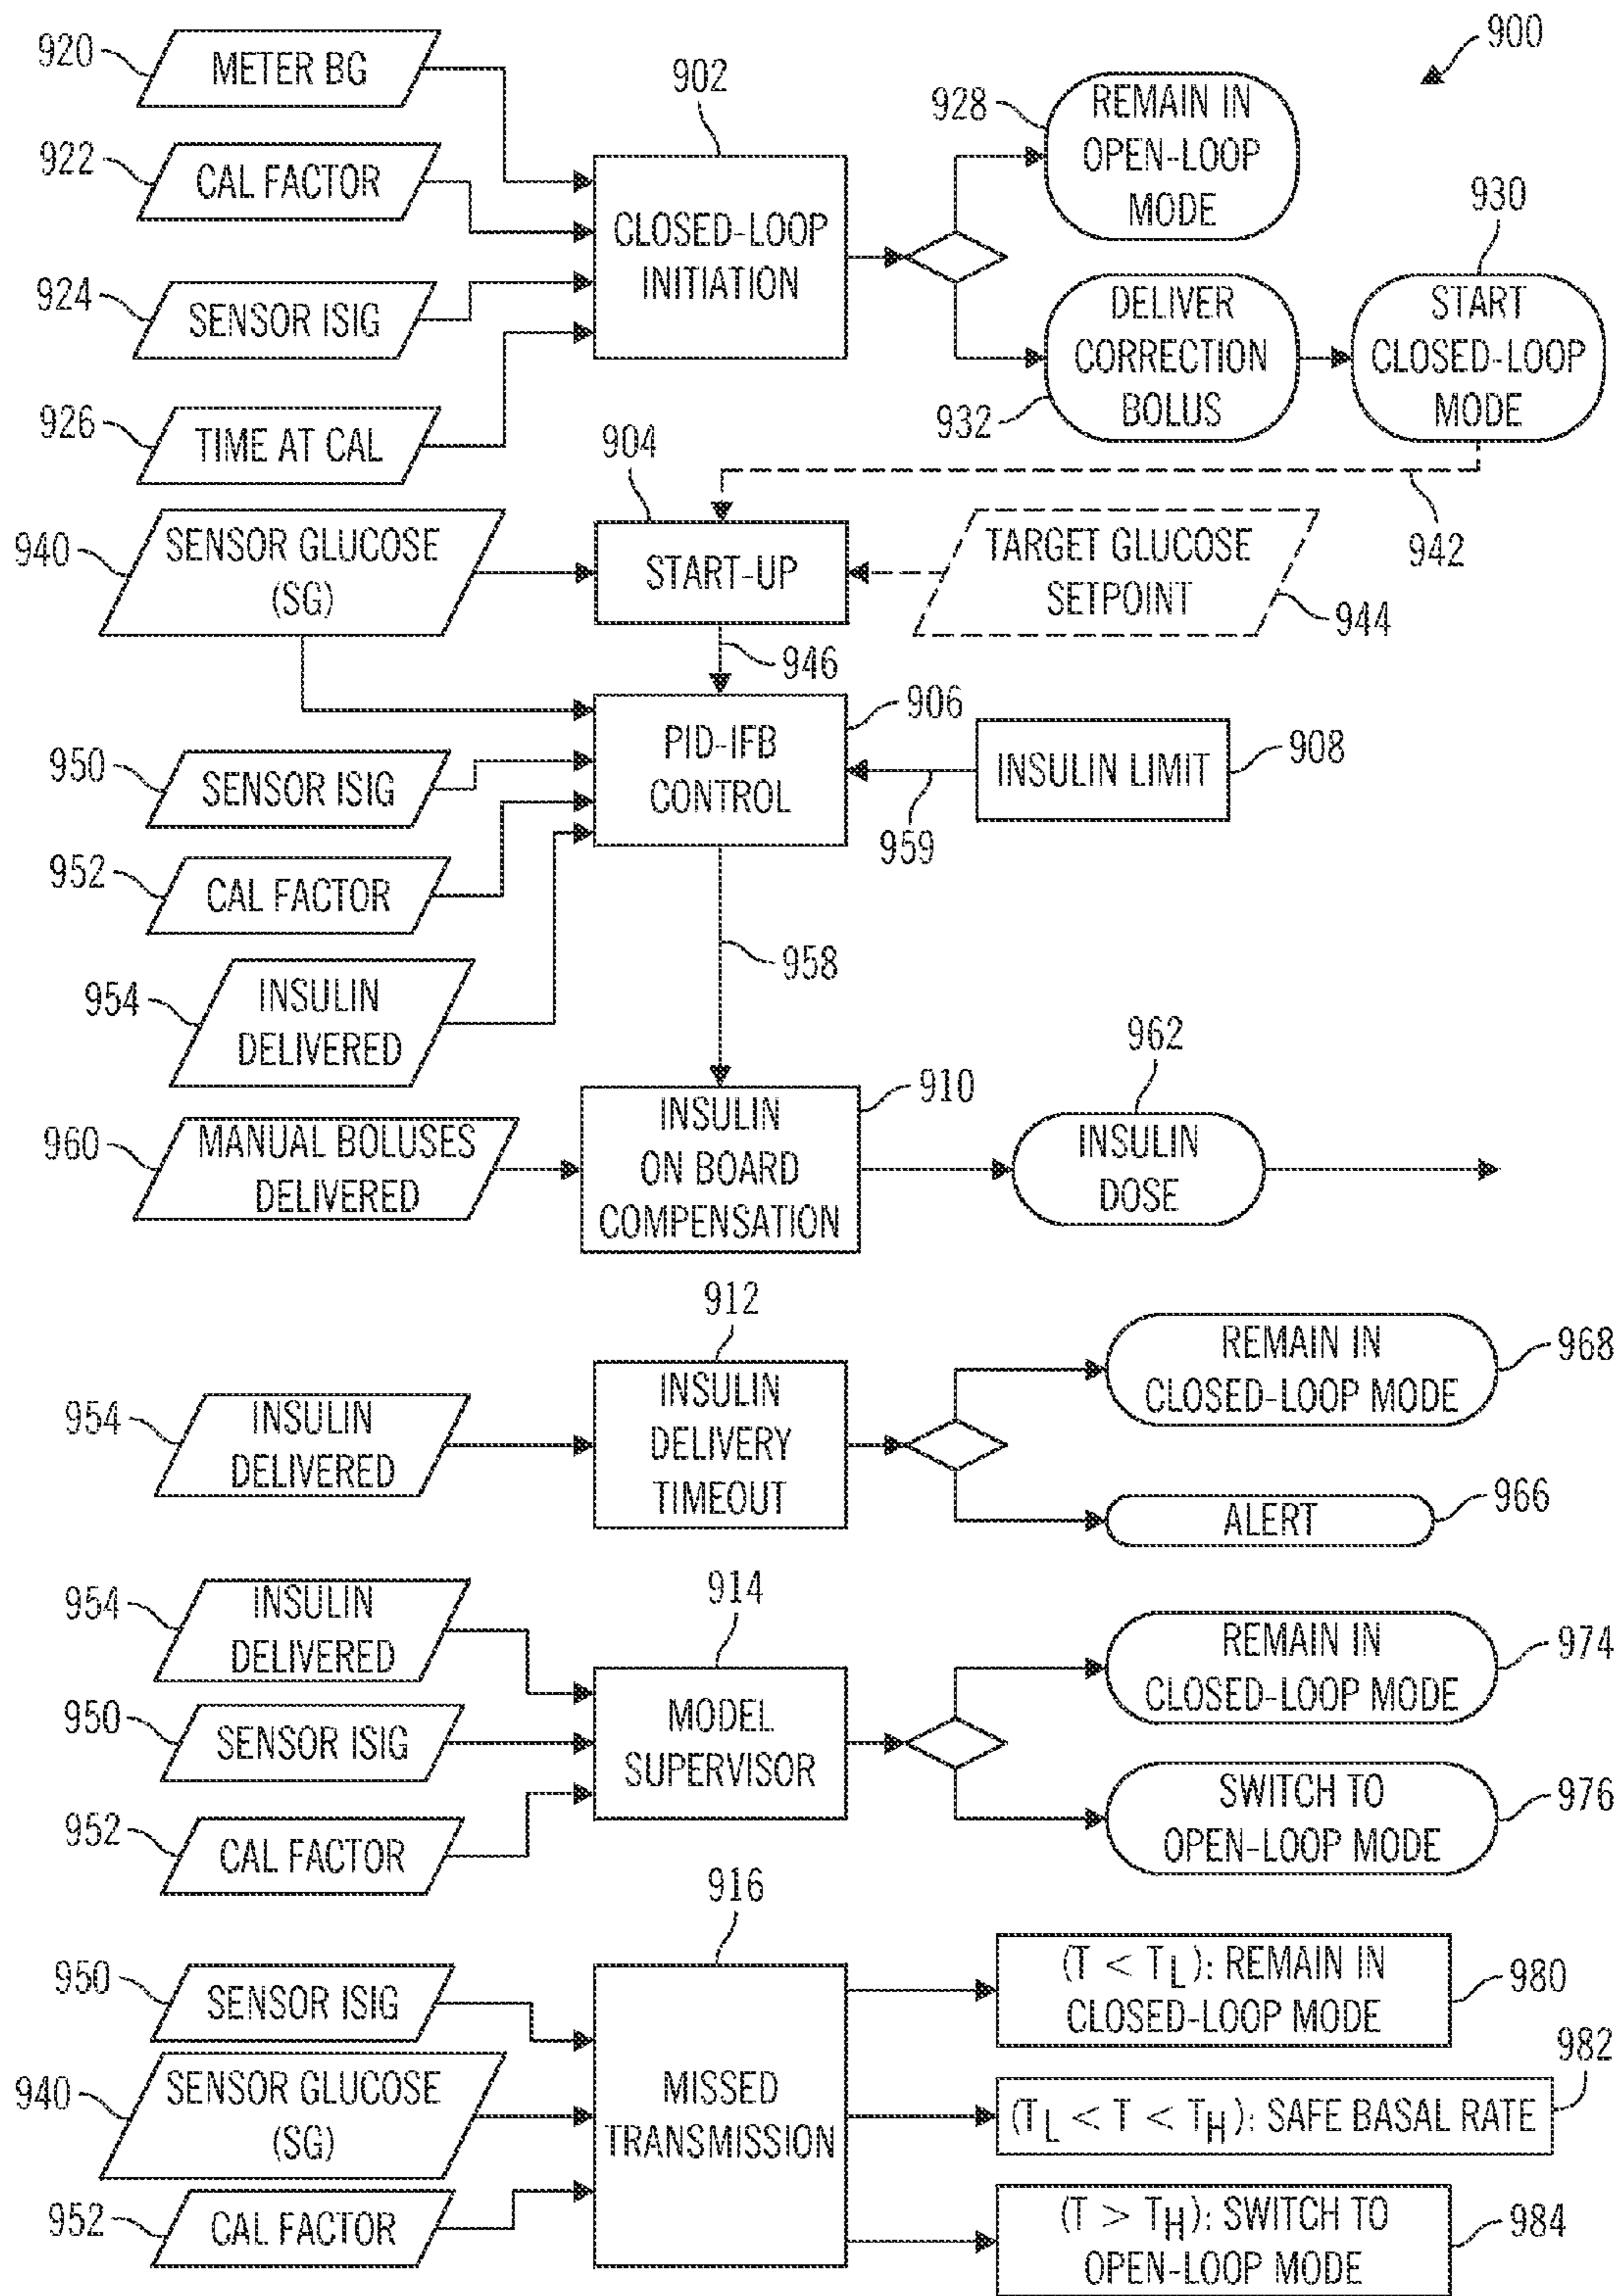 900
920
METER BG
902
928
REMAIN IN
OPEN-LOOP
MODE
922
CAL FACTOR
CLOSED-LOOP
INITIATION
930
924
SENSOR ISIG
DELIVER
CORRECTION
BOLUS
932
START
CLOSED-LOOP
MODE
926
TIME AT CAL
904
942
940
SENSOR GLUCOSE
(SG)
START-UP
TARGET GLUCOSE
SETPOINT
944
946
906
PID-IFB
CONTROL
INSULIN LIMIT
908
959
950
SENSOR ISIG
952
CAL FACTOR
958
954
INSULIN
DELIVERED
962
910
960
MANUAL BOLUSES
DELIVERED
INSULIN
ON BOARD
COMPENSATION
INSULIN
DOSE
912
954
INSULIN
DELIVERED
INSULIN
DELIVERY
TIMEOUT
REMAIN IN
CLOSED-LOOP MODE
968
ALERT
966
954
INSULIN
DELIVERED
914
950
SENSOR ISIG
MODEL
SUPERVISOR
REMAIN IN
CLOSED-LOOP MODE
974
952
CAL FACTOR
SWITCH TO
OPEN-LOOP MODE
976
916
950
SENSOR ISIG
(T < TL): REMAIN IN
CLOSED-LOOP MODE
980
940
SENSOR GLUCOSE
(SG)
MISSED
TRANSMISSION
982
(TL < T < TH): SAFE BASAL RATE
952
CAL FACTOR
(T > TH): SWITCH TO
OPEN-LOOP MODE
984